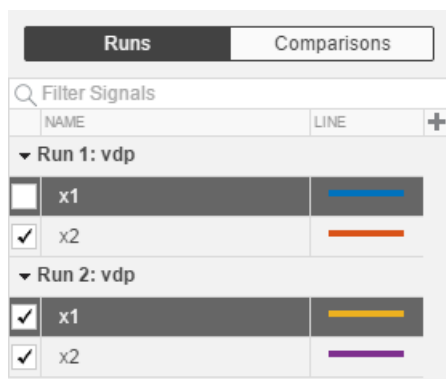 Runs Comparisons
Filter Signals
NAME LINE
Run 1: vdp
x1
x2
Run 2: vdp
x1
x2